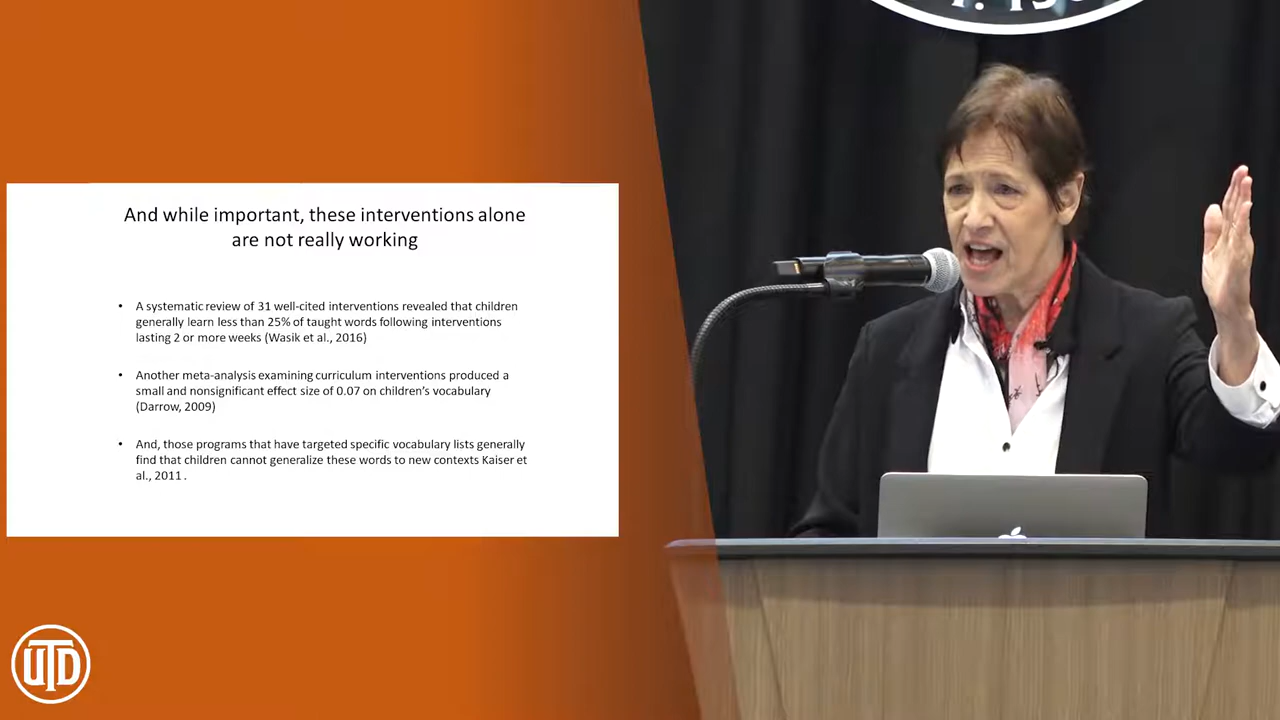 And while important, these interventions alone
are not really working
• A systematic review of 31 well-cited interventions revealed that children
generally learn less than 25% of taught words following interventions
lasting 2 or more weeks (Wasik et al., 2016)
• Another meta-analysis examining curriculum interventions produced a
small and nonsignificant effect size of 0.07 on children's vocabulary
(Darrow, 2009)
• And, those programs that have targeted specific vocabulary lists generally
find that children cannot generalize these words to new contexts Kaiser et
al., 2011 .
UTD